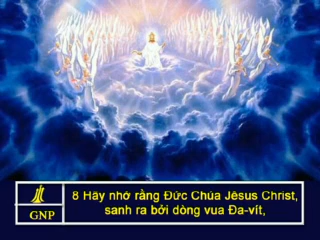 8 Hãy nhớ rằng Đức Chúa Jêsus Christ,
sanh ra bởi dòng vua Đa-vít,
GNP